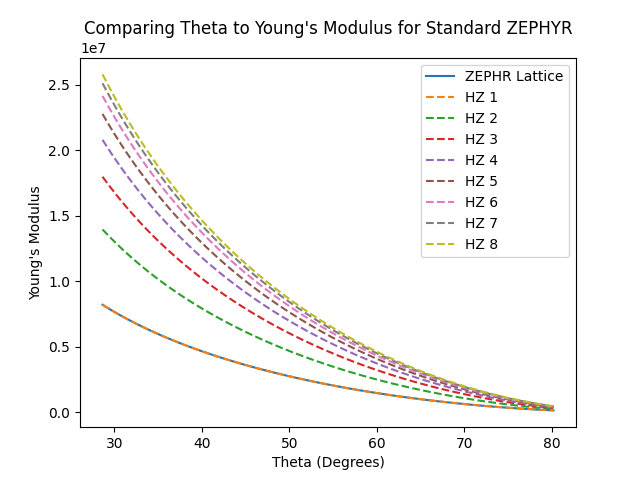 Comparing Theta to Young's Modulus for Standard ZEPHYR
1e7
2.5
2.0
1.5
1.0
0.5
0.0
Young's Modulus
30 40 50 60 70 80
Theta (Degrees)
ZEPHR Lattice
HZ 1
HZ 2
HZ 3
HZ 4
HZ 5
HZ 6
HZ 7
HZ 8